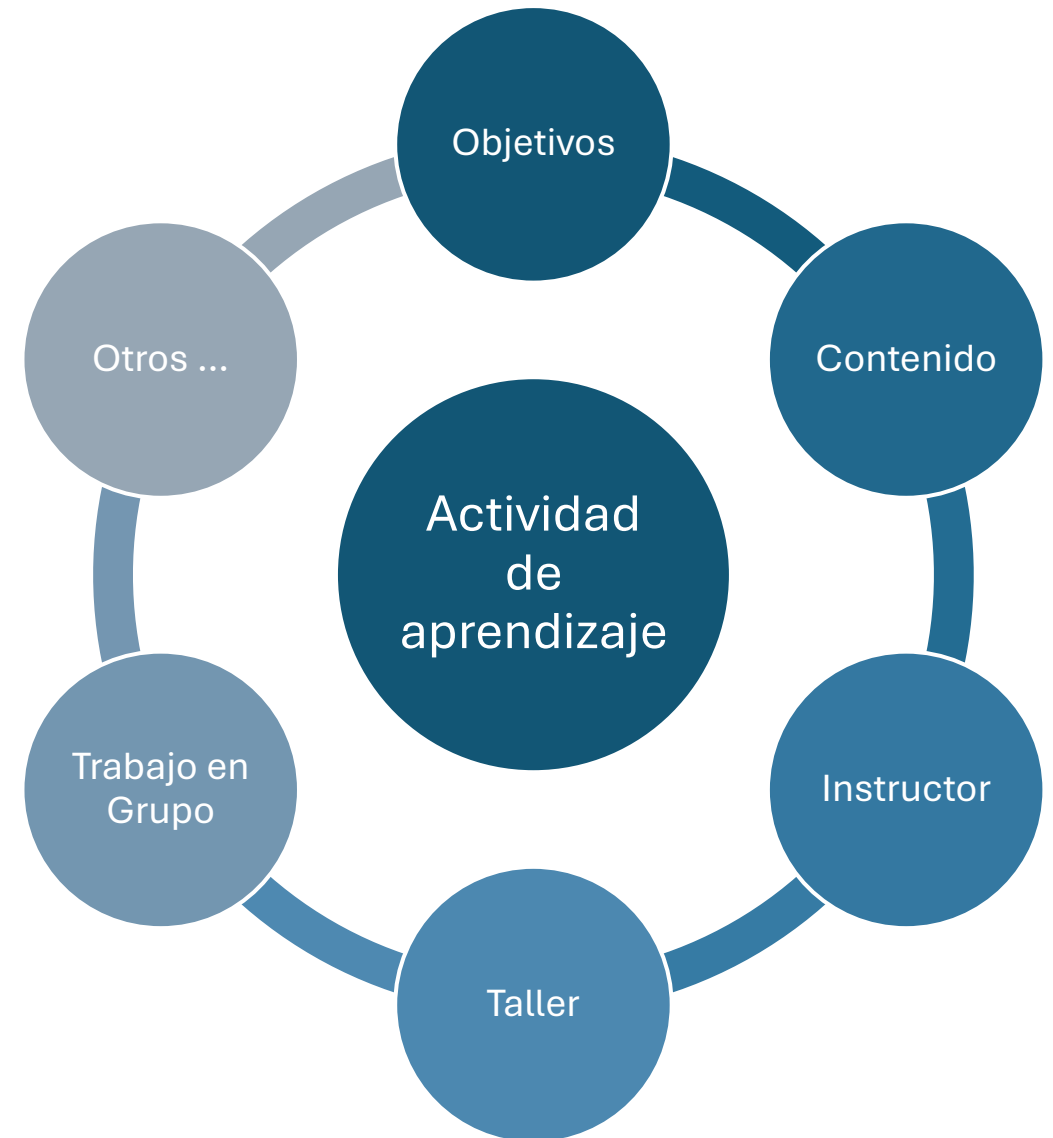 Objetivos
Contenido
Instructor
Taller
Trabajo en
Grupo
Otros ...
Actividad
de
aprendizaje